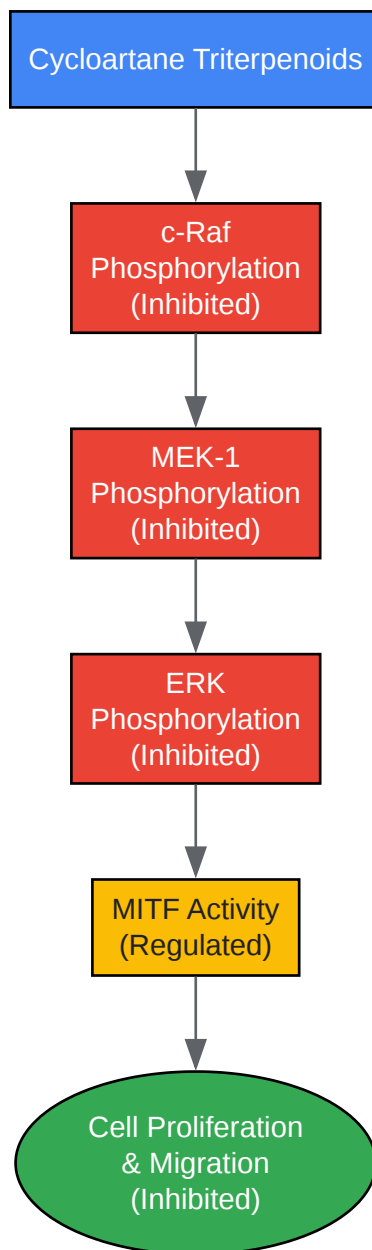 Cycloartane Triterpenoids
c-Raf
Phosphorylation
(Inhibited)
MEK-1
Phosphorylation
(Inhibited)
ERK
Phosphorylation
(Inhibited)
MITF Activity
(Regulated)
Cell Proliferation
& Migration
(Inhibited)